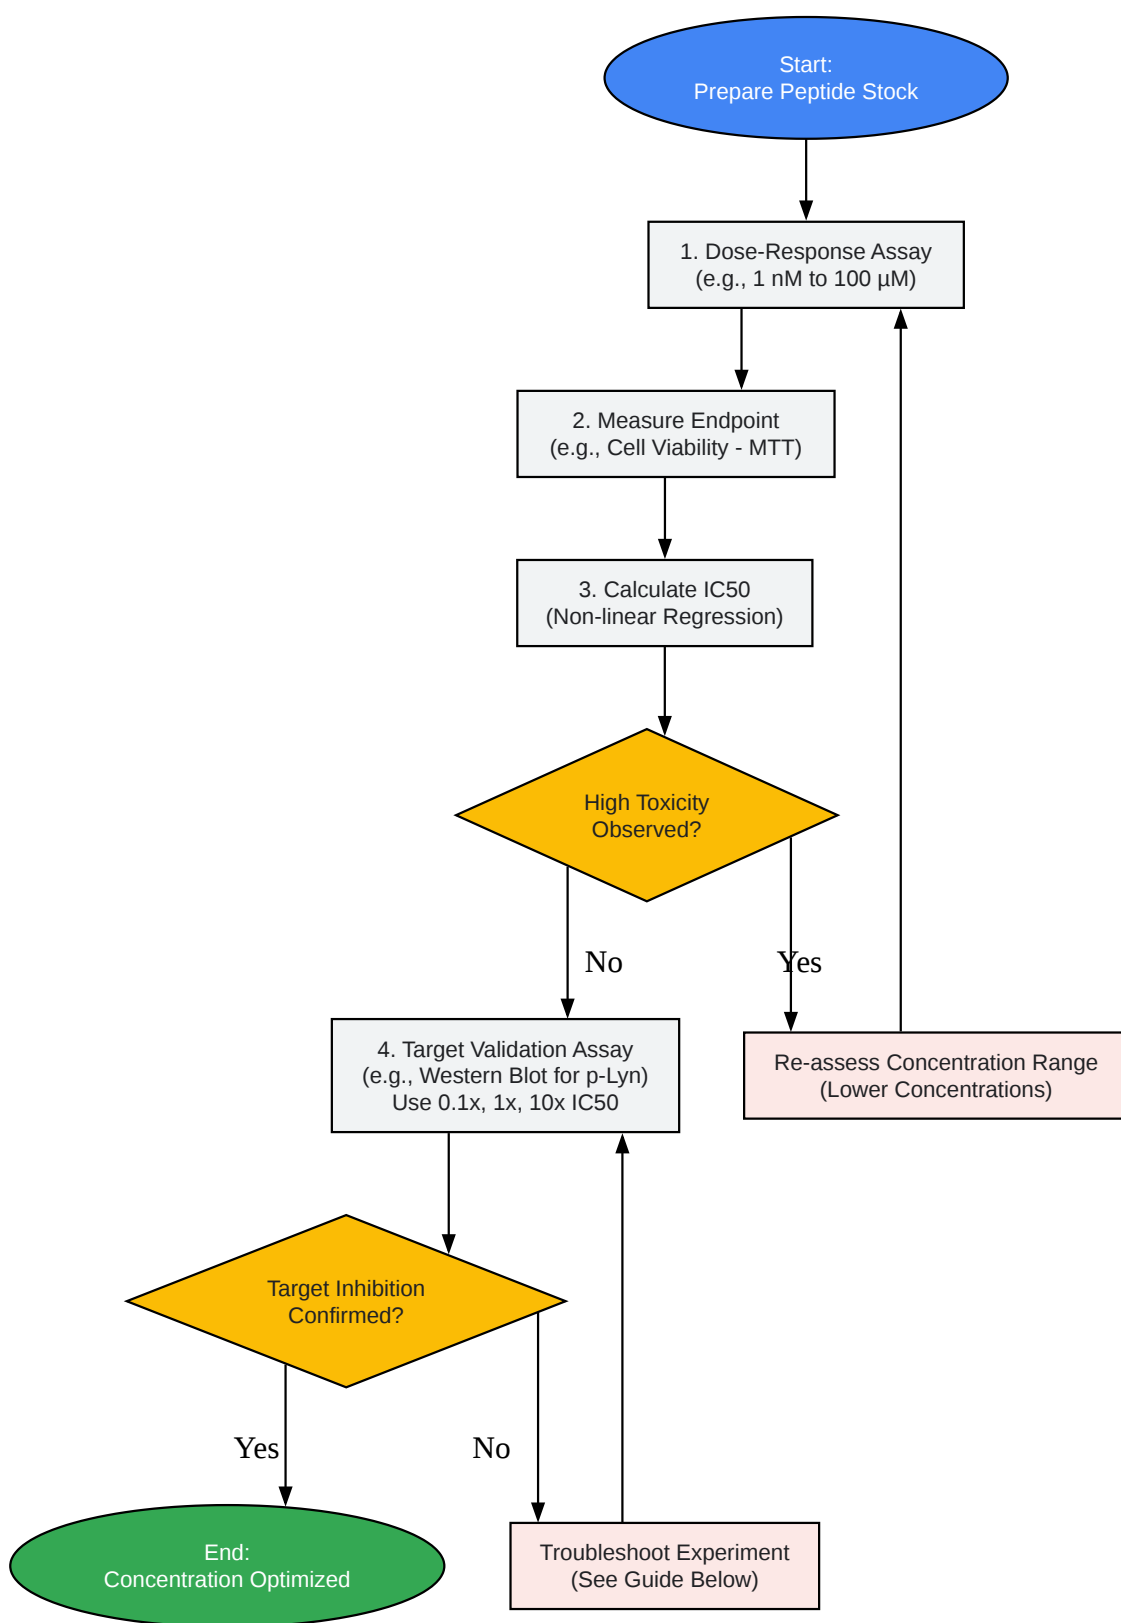 Start:
Prepare Peptide Stock
1. Dose-Response Assay
(e.g., 1 nM to 100 µM)
2. Measure Endpoint
(e.g., Cell Viability - MTT)
3. Calculate IC50
(Non-linear Regression)
High Toxicity
Observed?
No
Yes
4. Target Validation Assay
(e.g., Western Blot for p-Lyn)
Use 0.1x, 1x, 10x IC50
Re-assess Concentration Range
(Lower Concentrations)
Target Inhibition
Confirmed?
Yes
No
End:
Concentration Optimized
Troubleshoot Experiment
(See Guide Below)